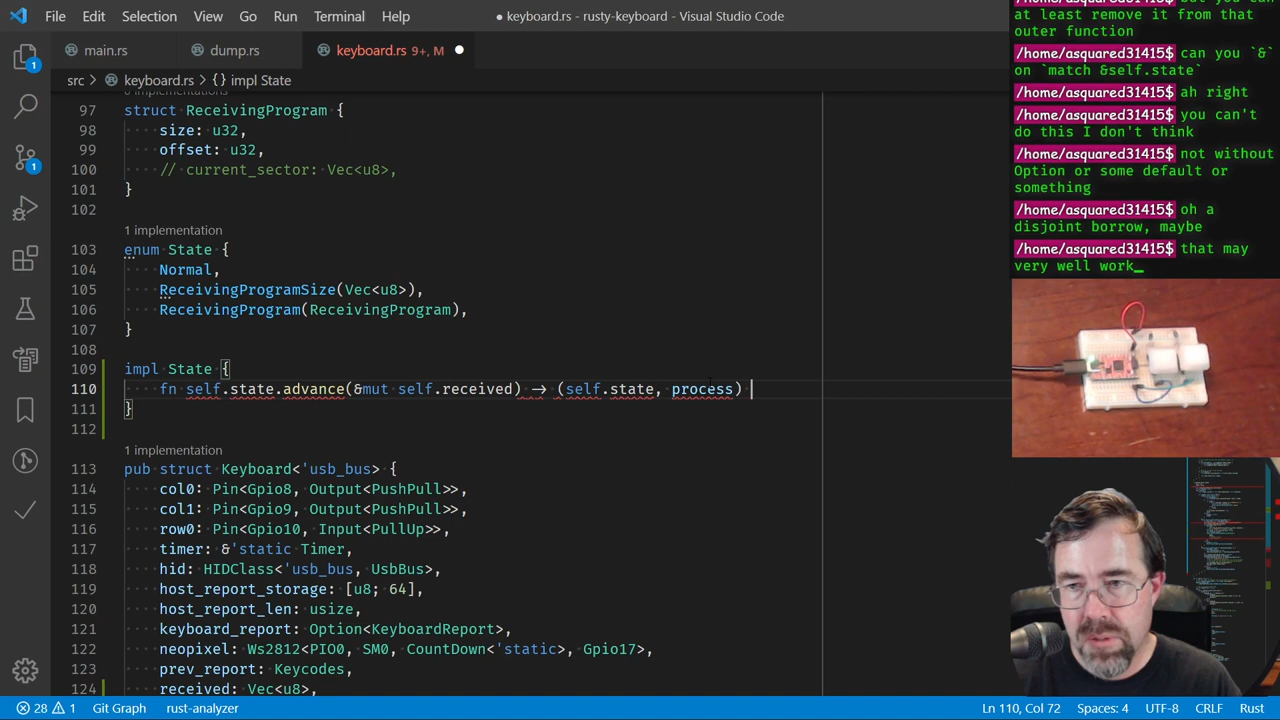 File Edit Selection View Go Run Terminal Help
● keyboard.rs - rusty-keyboard - Visual Studio Code
main.rs dump.rs keyboard.rs 9+, M ●
src > keyboard.rs > {} impl State
97 struct ReceivingProgram {
98 size: u32,
99 offset: u32,
100 // current_sector: Vec<u8>,
101 }
102
1 implementation
103 enum State {
104 Normal,
105 ReceivingProgramSize(Vec<u8>),
106 ReceivingProgram(ReceivingProgram),
107 }
108
109 impl State {
110 fn self.state.advance(&mut self.received) → (self.state, process)
111 }
112
1 implementation
113 pub struct Keyboard<'usb_bus> {
114 col0: Pin<Gpio8, Output<PushPull>>,
115 col1: Pin<Gpio9, Output<PushPull>>,
116 row0: Pin<Gpio10, Input<PullUp>>,
117 timer: &'static Timer,
118 hid: HIDClass<'usb_bus, UsbBus>,
119 host_report_storage: [u8; 64],
120 host_report_len: usize,
121 keyboard_report: Option<KeyboardReport>,
122 neopixel: Ws2812<PIO0, SM0, CountDown<'static>, Gpio17>,
123 prev_report: Keycodes,
124 received: Vec<u8>,
1
1
28 1 Git Graph rust-analyzer Ln 110, Col 72 Spaces: 4 UTF-8 CRLF Rust
at least remove it from that
outer function
/home/asquared31415$ can you `&`
on `match &self.state`
/home/asquared31415$ ah right
/home/asquared31415$ you can't
do this I don't think
/home/asquared31415$ not without
Option or some default or
something
/home/asquared31415$ oh a
disjoint borrow, maybe
/home/asquared31415$ that may
very well work_